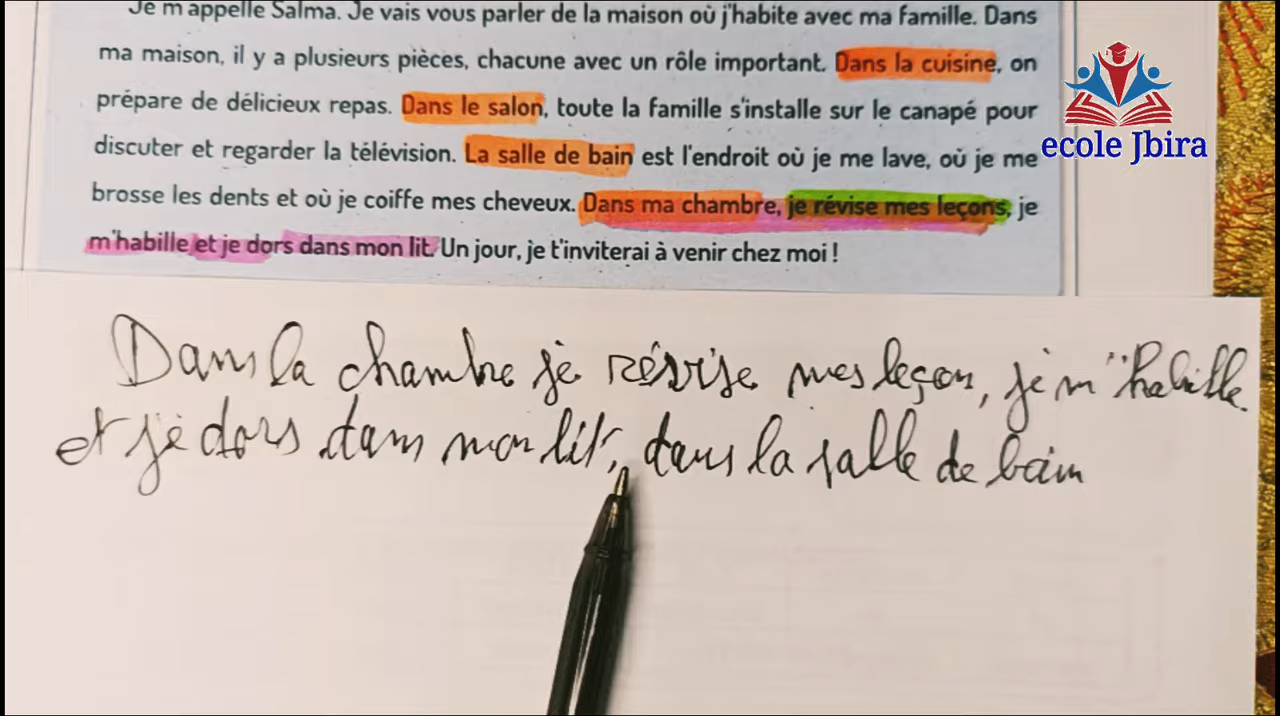 Je m'appelle Salma. Je vais vous parler de la maison où j'habite avec ma famille. Dans
ma maison, il y a plusieurs pièces, chacune avec un rôle important. Dans la cuisine, on
prépare de délicieux repas. Dans le salon, toute la famille s'installe sur le canapé pour
discuter et regarder la télévision. La salle de bain est l'endroit où je me lave, où je me
brosse les dents et où je coiffe mes cheveux. Dans ma chambre, je révise mes leçons, je
m'habille et je dors dans mon lit. Un jour, je t'inviterai à venir chez moi !
ecole Jbira
Dans la chambre je révise mes leçon, je m'habille
et je dors dans mon lit, dans la salle de bain